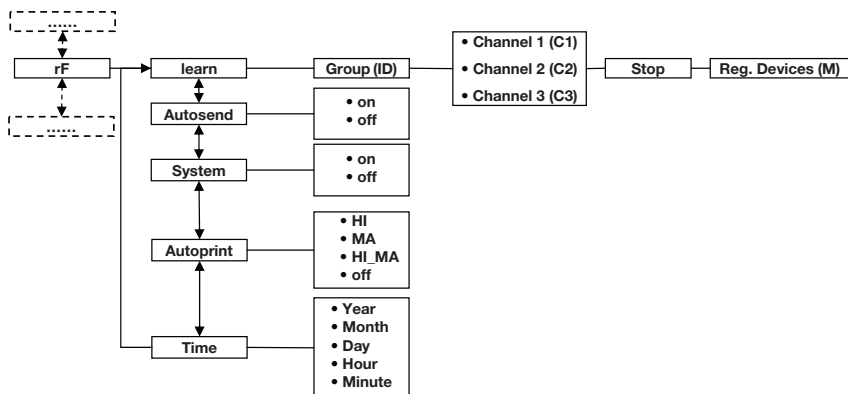 ......
rF
......
learn
Group (ID)
• Channel 1 (C1)
• Channel 2 (C2)
• Channel 3 (C3)
Stop
Reg. Devices (M)
Autosend
• on
• off
System
• on
• off
Autoprint
• HI
• MA
• HI_MA
• off
Time
• Year
• Month
• Day
• Hour
• Minute